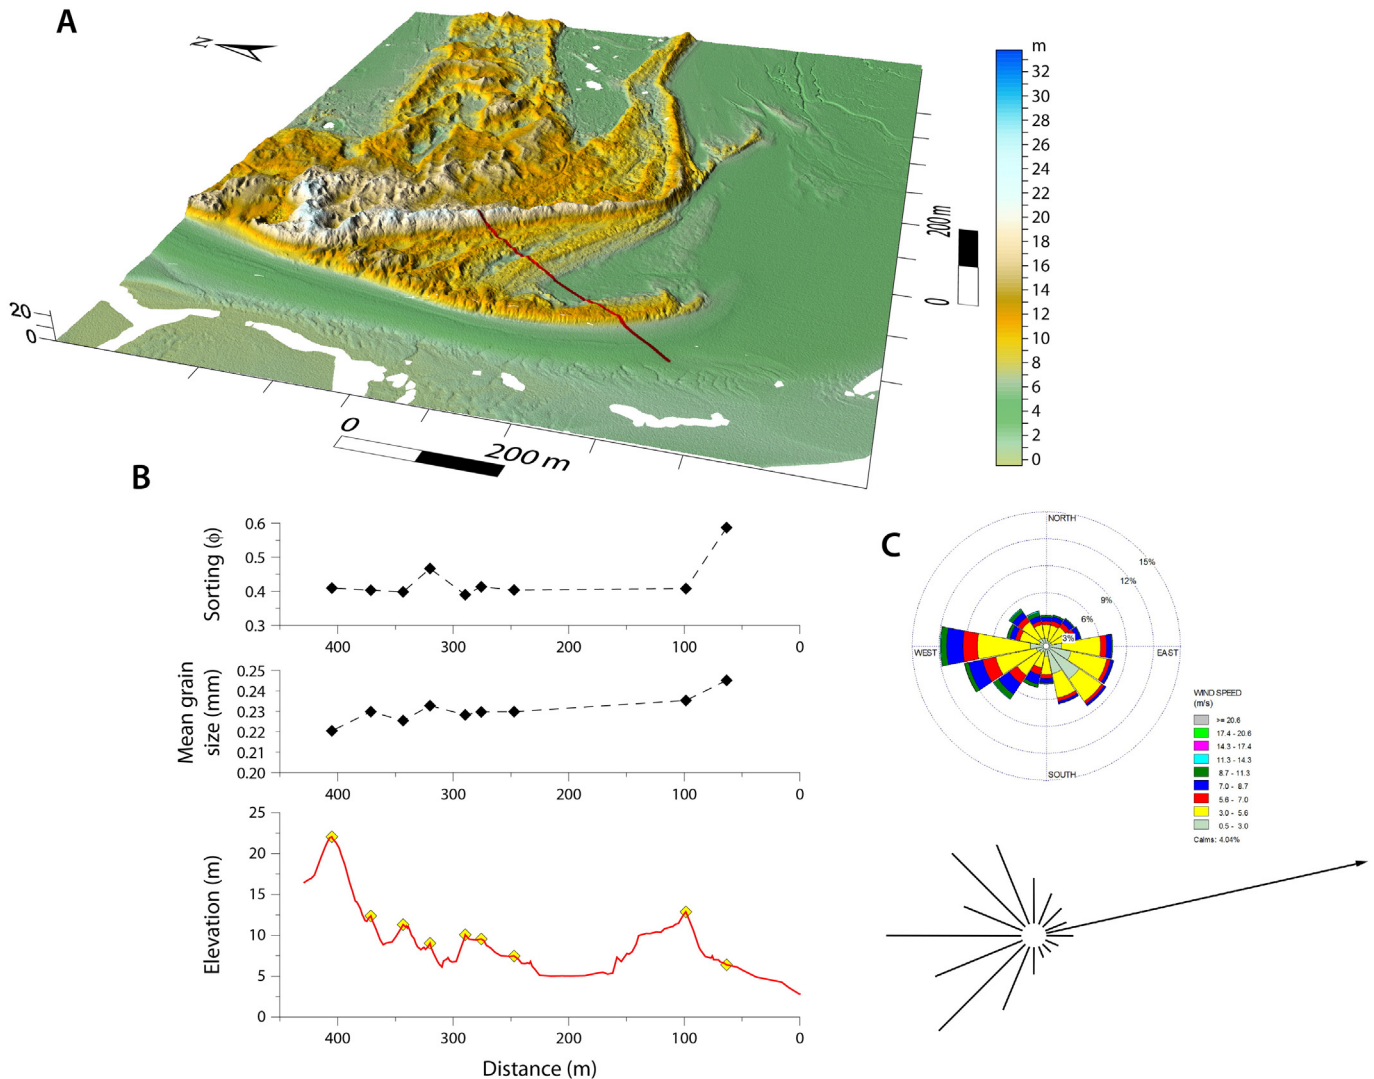 A
N
m
32
30
28
26
24
22
20
18
16
14
12
10
8
6
4
2
0
200 m
0
20
0
0
200 m
B
Sorting (ϕ)
0.6
0.5
0.4
0.3
400
300
200
100
0
Mean grain
size (mm)
0.25
0.24
0.23
0.22
0.21
0.20
400
300
200
100
0
Elevation (m)
25
20
15
10
5
0
400
300
200
100
0
Distance (m)
C
NORTH
15%
12%
9%
6%
3%
WEST
EAST
SOUTH
WIND SPEED
(m/s)
>= 20.6
17.4 - 20.6
14.3 - 17.4
11.3 - 14.3
8.7 - 11.3
7.0 - 8.7
5.6 - 7.0
3.0 - 5.6
0.5 - 3.0
Calms: 4.04%